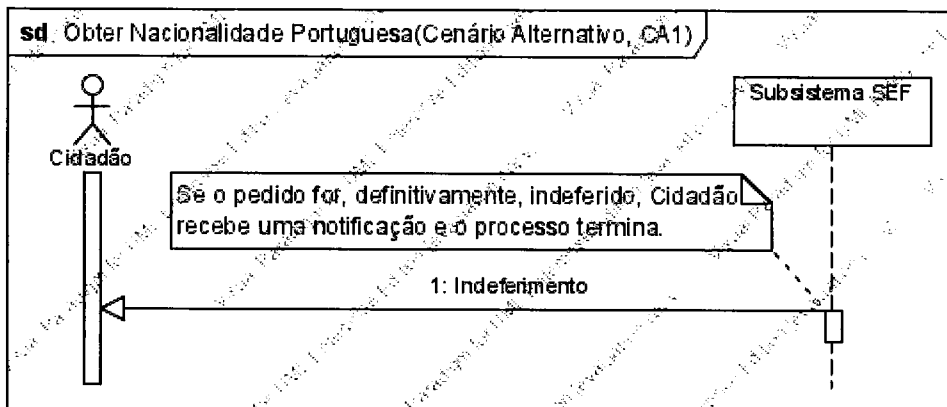 sd Obter Nacionalidade Portuguesa(Cenário Alternativo, CA1)
Subsistema SEF
Cidadão
Se o pedido for, definitivamente, indeferido, Cidadão
recebe uma notificação e o processo termina.
1: Indeferimento